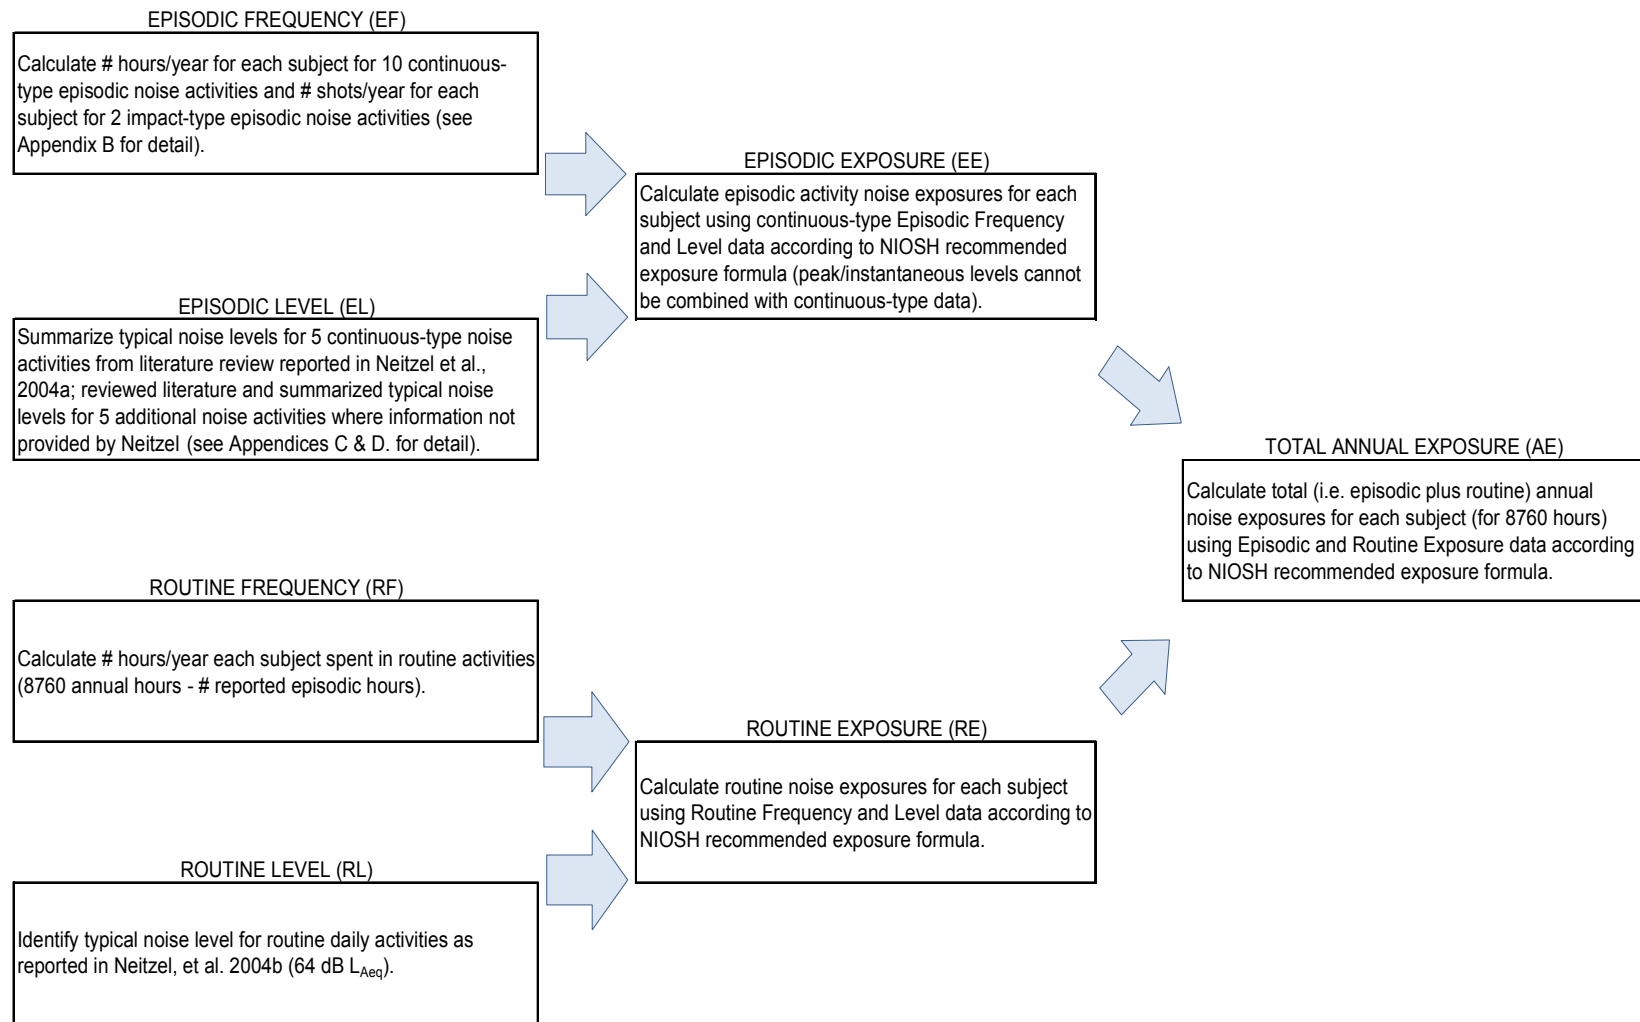 EPISODIC FREQUENCY (EF)
Calculate # hours/year for each subject for 10 continuous-
type episodic noise activities and # shots/year for each
subject for 2 impact-type episodic noise activities (see
Appendix B for detail).
EPISODIC LEVEL (EL)
Summarize typical noise levels for 5 continuous-type noise
activities from literature review reported in Neitzel et al.,
2004a; reviewed literature and summarized typical noise
levels for 5 additional noise activities where information not
provided by Neitzel (see Appendices C & D. for detail).
EPISODIC EXPOSURE (EE)
Calculate episodic activity noise exposures for each
subject using continuous-type Episodic Frequency
and Level data according to NIOSH recommended
exposure formula (peak/instantaneous levels cannot
be combined with continuous-type data).
ROUTINE FREQUENCY (RF)
Calculate # hours/year each subject spent in routine activities
(8760 annual hours - # reported episodic hours).
ROUTINE LEVEL (RL)
Identify typical noise level for routine daily activities as
reported in Neitzel, et al. 2004b (64 dB LAeq).
ROUTINE EXPOSURE (RE)
Calculate routine noise exposures for each subject
using Routine Frequency and Level data according to
NIOSH recommended exposure formula.
TOTAL ANNUAL EXPOSURE (AE)
Calculate total (i.e. episodic plus routine) annual
noise exposures for each subject (for 8760 hours)
using Episodic and Routine Exposure data according
to NIOSH recommended exposure formula.